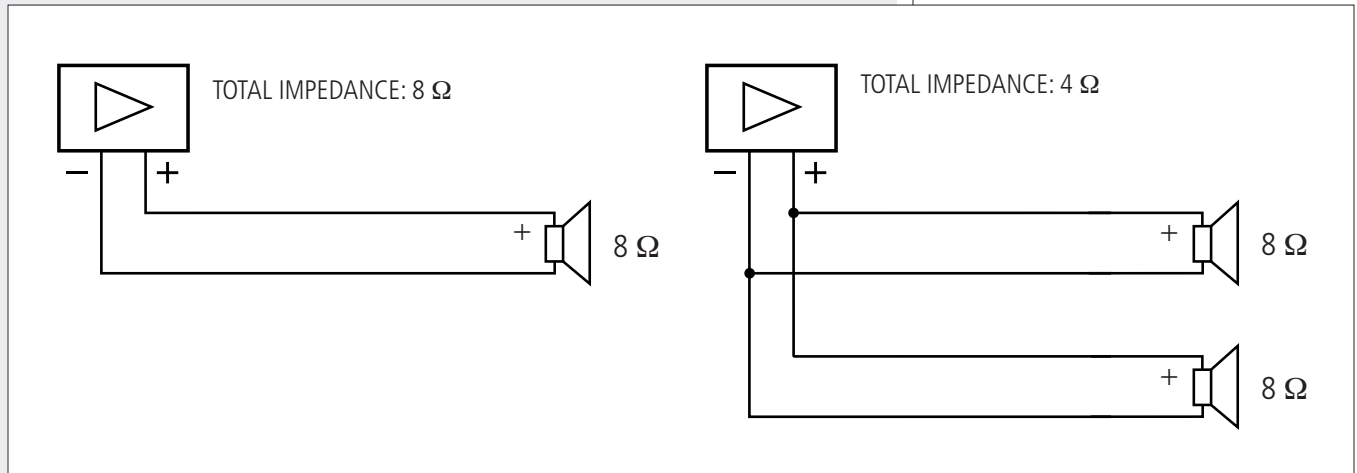 TOTAL IMPEDANCE: 8 Ω
− +
+ 8 Ω
TOTAL IMPEDANCE: 4 Ω
− +
+ 8 Ω
+ 8 Ω